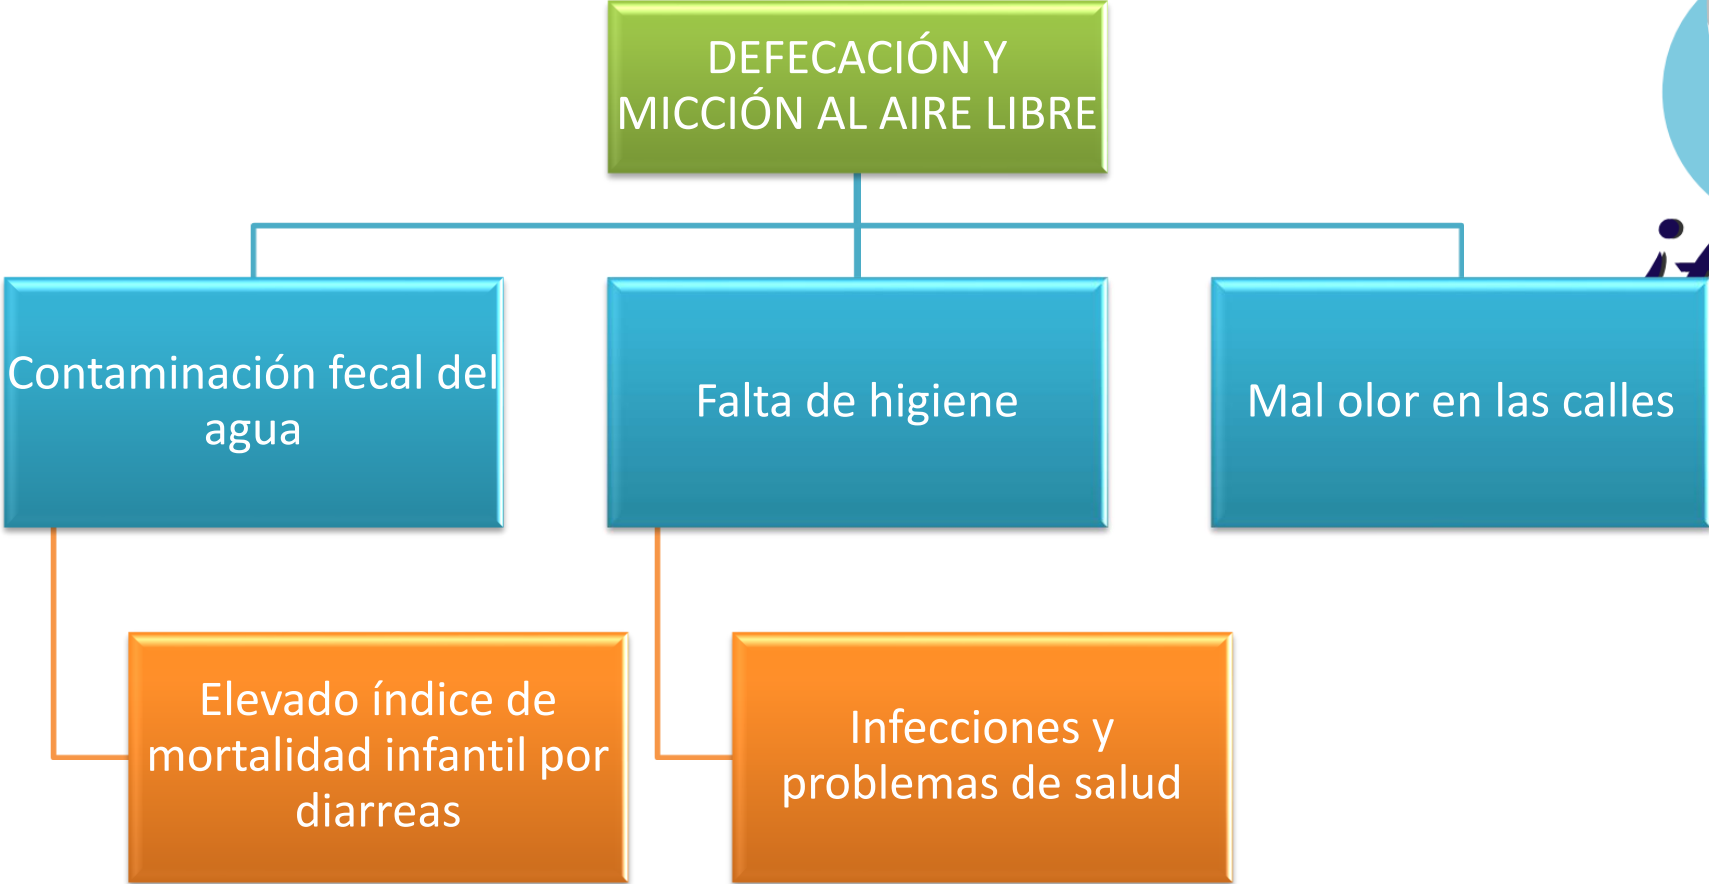 DEFECACIÓN Y
MICCIÓN AL AIRE LIBRE
Contaminación fecal del
agua
Falta de higiene
Mal olor en las calles
Elevado índice de
mortalidad infantil por
diarreas
Infecciones y
problemas de salud